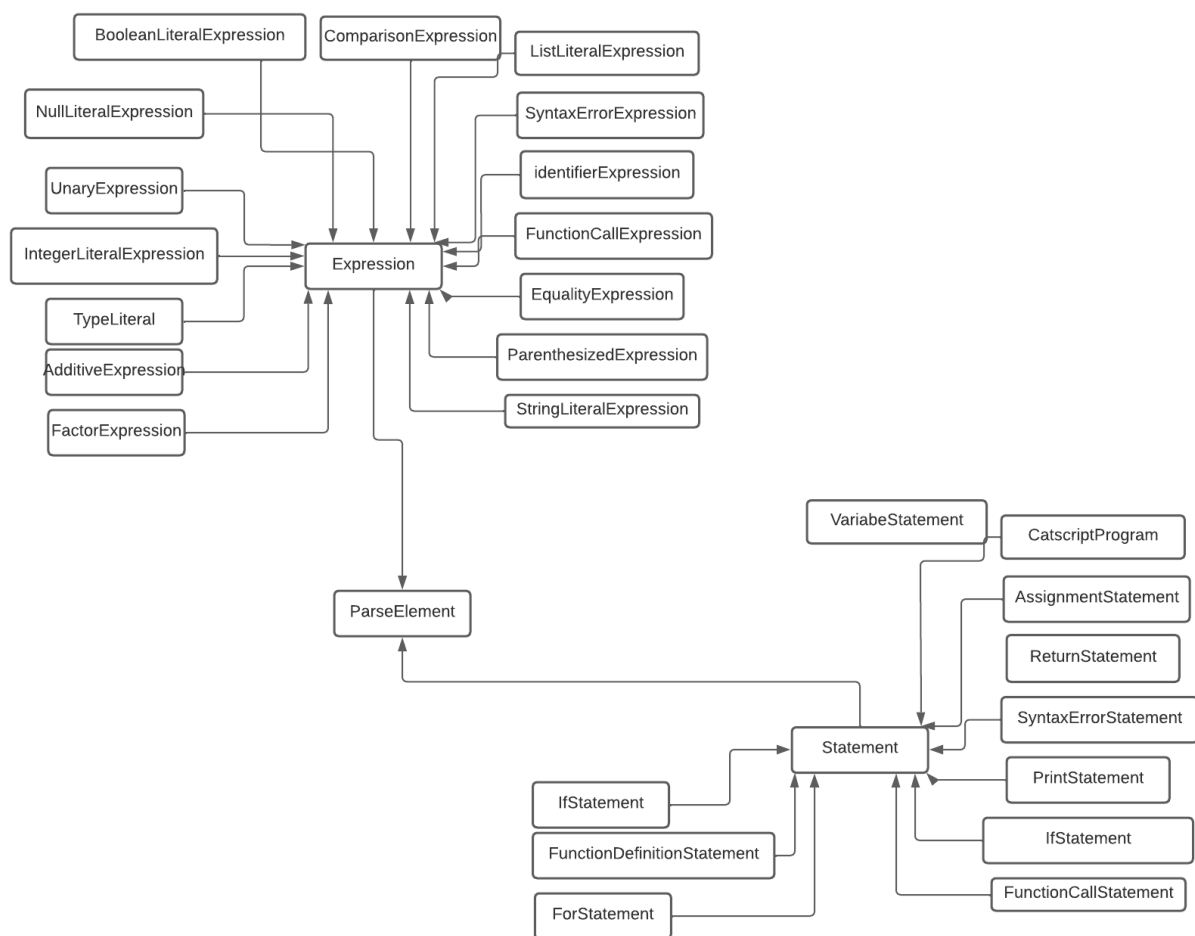 BooleanLiteralExpression
ComparisonExpression
ListLiteralExpression
NullLiteralExpression
SyntaxErrorExpression
UnaryExpression
identifierExpression
IntegerLiteralExpression
FunctionCallExpression
Expression
EqualityExpression
TypeLiteral
ParenthesizedExpression
AdditiveExpression
StringLiteralExpression
FactorExpression
VariabeStatement
CatscriptProgram
ParseElement
AssignmentStatement
ReturnStatement
SyntaxErrorStatement
Statement
PrintStatement
IfStatement
IfStatement
FunctionDefinitionStatement
FunctionCallStatement
ForStatement